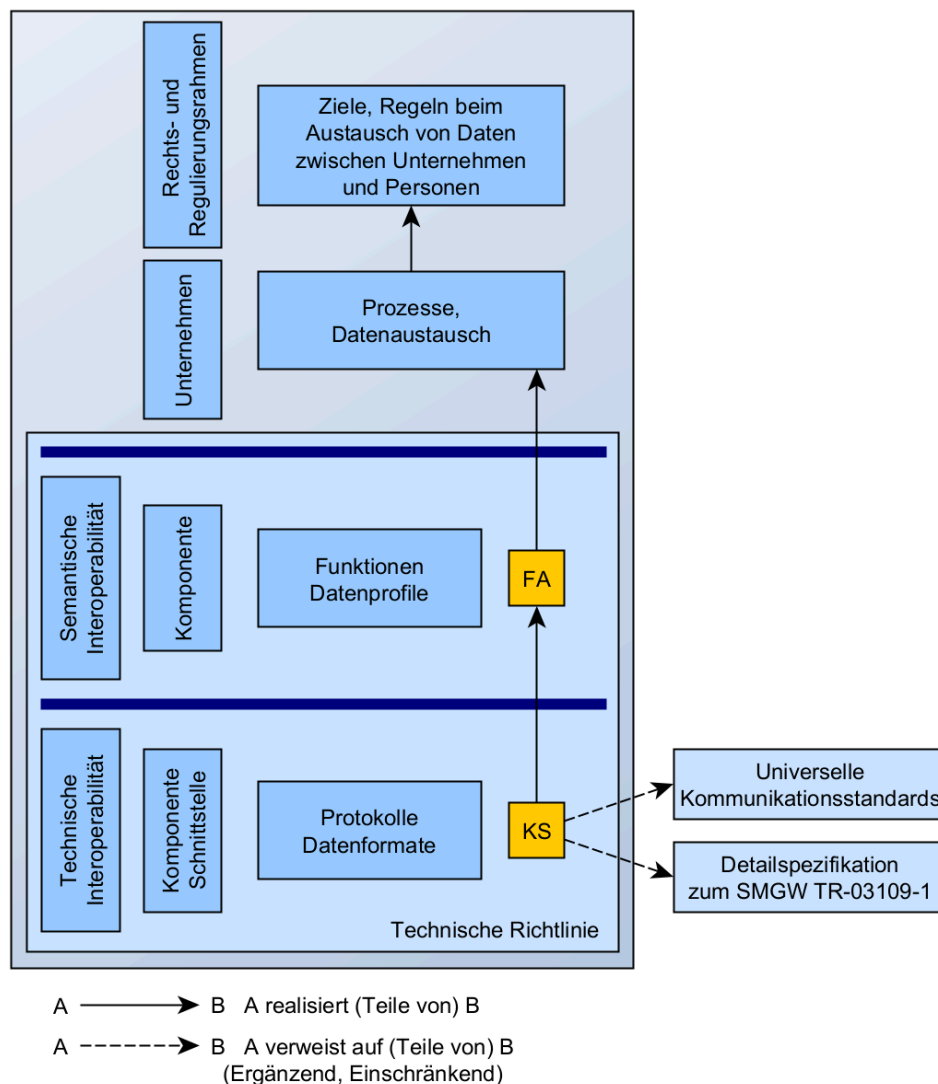 Rechts- und
Regulierungsrahmen
Ziele, Regeln beim
Austausch von Daten
zwischen Unternehmen
und Personen
Unternehmen
Prozesse,
Datenaustausch
Semantische
Interoperabilität
Komponente
Funktionen
Datenprofile
FA
Technische
Interoperabilität
Komponente
Schnittstelle
Protokolle
Datenformate
KS
Universelle
Kommunikationsstandards
Detailspezifikation
zum SMGW TR-03109-1
Technische Richtlinie
A B A realisiert (Teile von) B
A B A verweist auf (Teile von) B
(Ergänzend, Einschränkend)